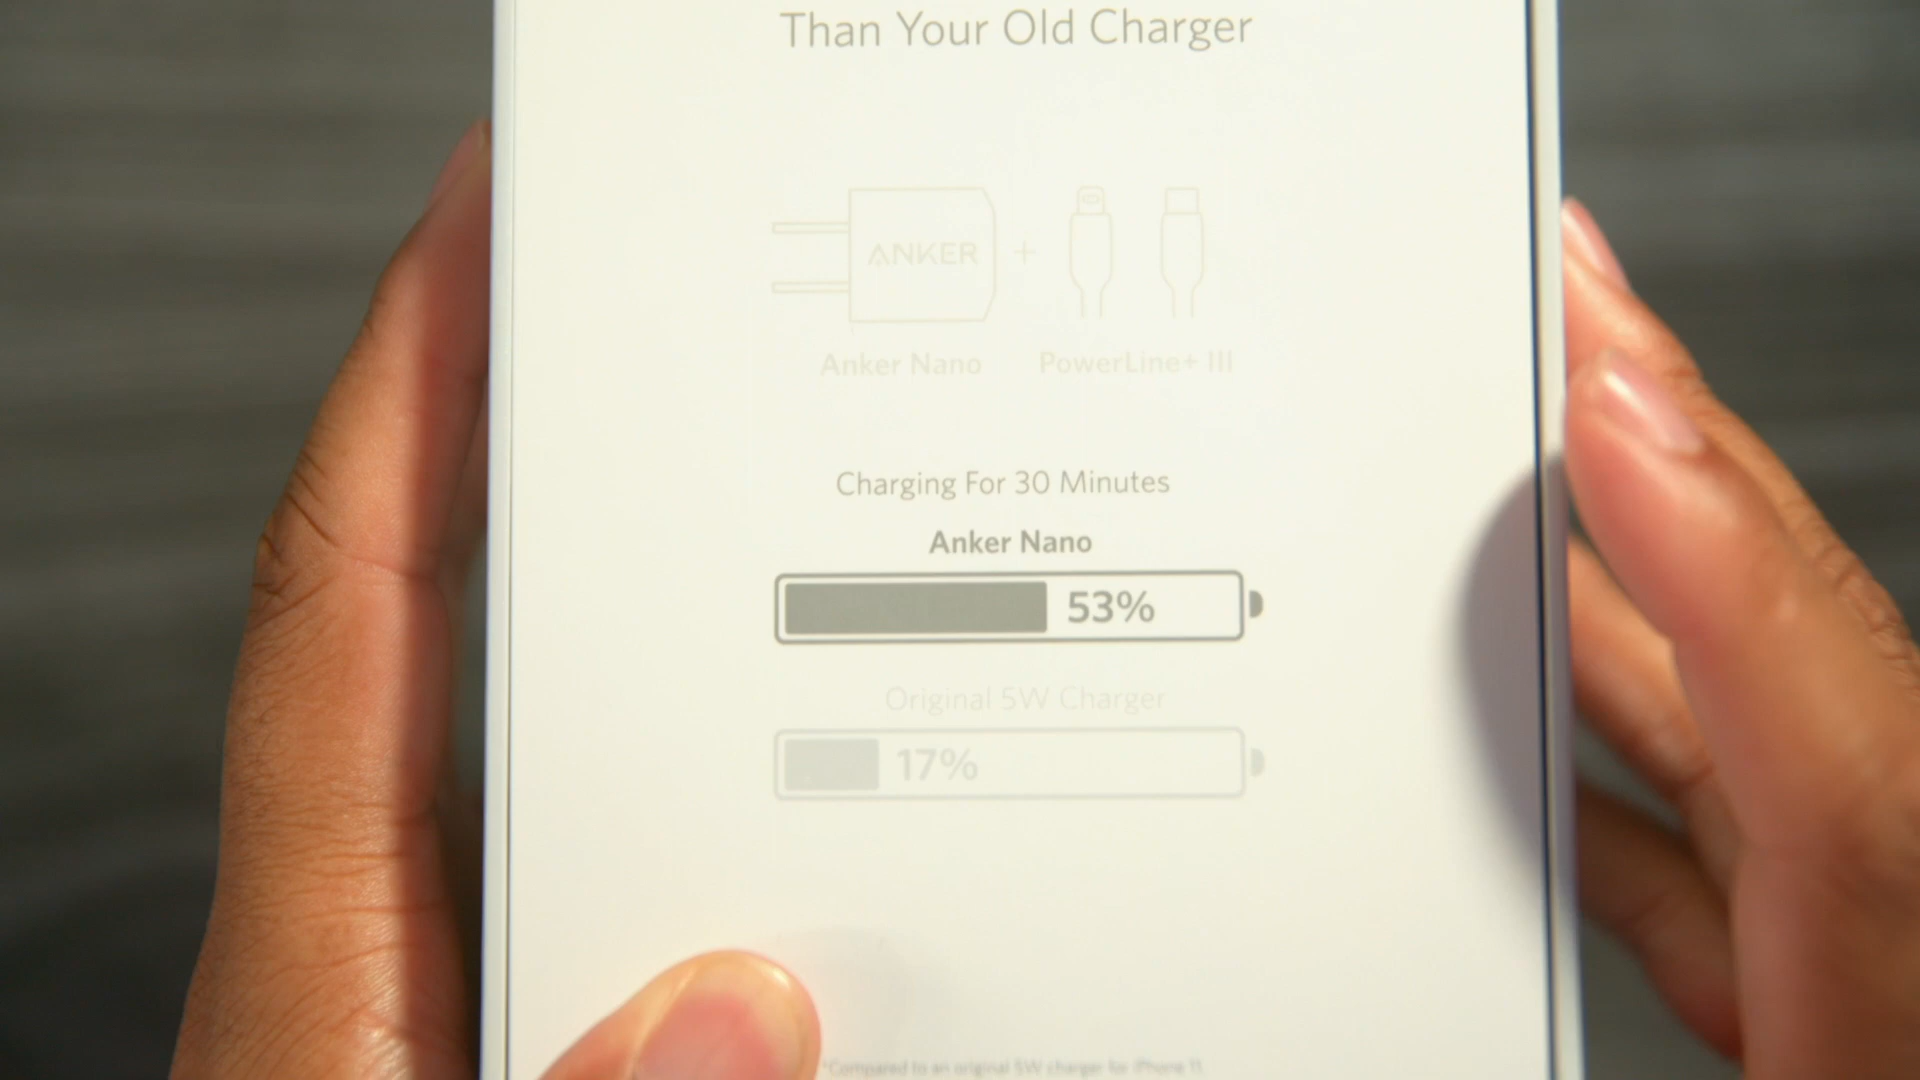 Than Your Old Charger
ANKER +
Anker Nano PowerLine+ III
Charging For 30 Minutes
Anker Nano
53%
Original 5W Charger
17%
*Compared to an original 5W charger for iPhone 11.